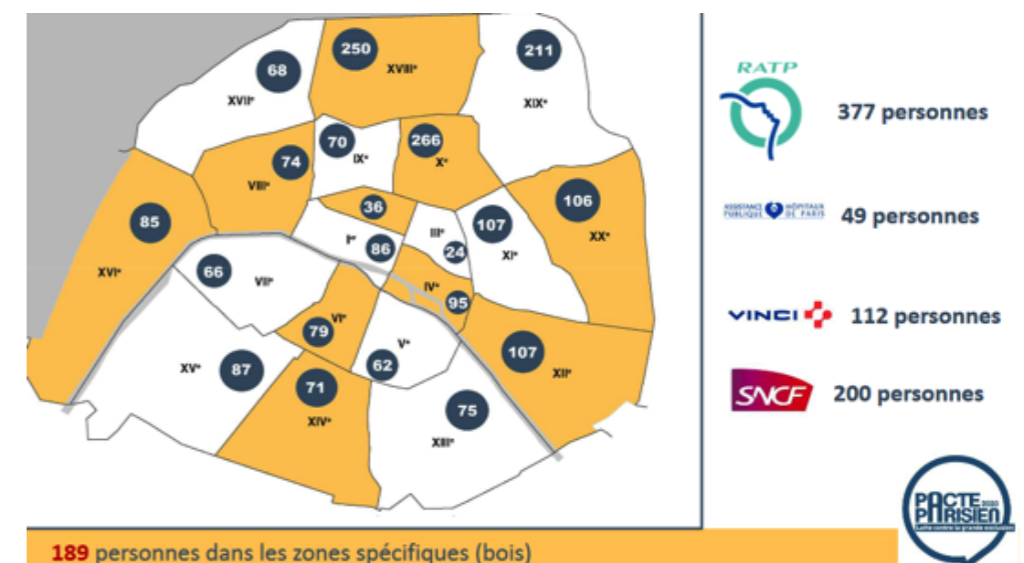 250
XVIIIᵉ
211
XIXᵉ
68
XVIIᵉ
70
IXᵉ
266
Xᵉ
74
VIIIᵉ
106
XXᵉ
36
107
XIᵉ
85
XVIᵉ
Iᵉʳ
86
IIIᵉ
24
66
VIIᵉ
IVᵉ
95
VIᵉ
79
Vᵉ
62
107
XIIᵉ
XVᵉ
87
71
XIVᵉ
75
XIIIᵉ
RATP
377 personnes
ASSISTANCE PUBLIQUE HÔPITAUX DE PARIS
49 personnes
VINCI
112 personnes
SNCF
200 personnes
PACTE
PARISIEN
189 personnes dans les zones spécifiques (bois)